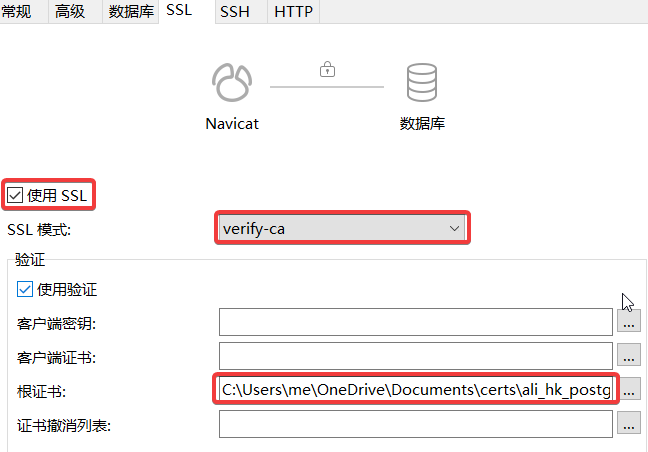 常规 高级 数据库 SSL SSH HTTP
Navicat 数据库
使用 SSL
SSL 模式: verify-ca
验证
使用验证
客户端密钥: ...
客户端证书: ...
根证书: C:\Users\me\OneDrive\Documents\certs\ali_hk_postg ...
证书撤消列表: ...